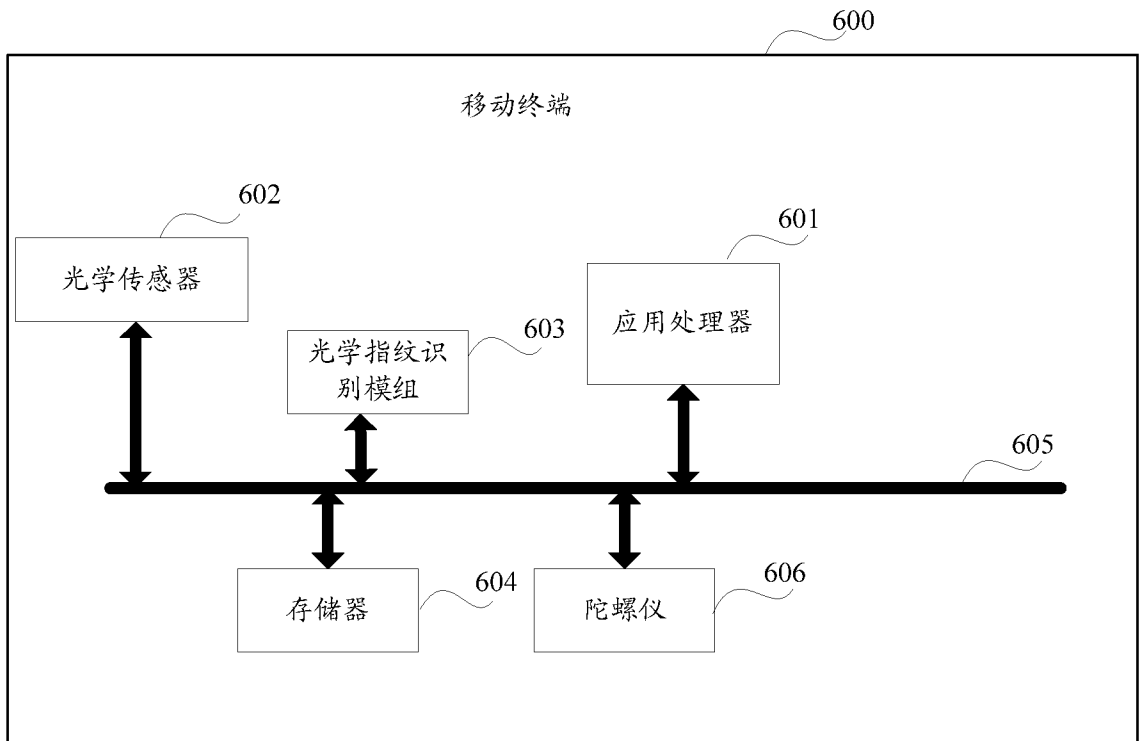 600
移动终端
602
601
光学传感器
603
应用处理器
光学指纹识
别模组
605
604
606
存储器
陀螺仪